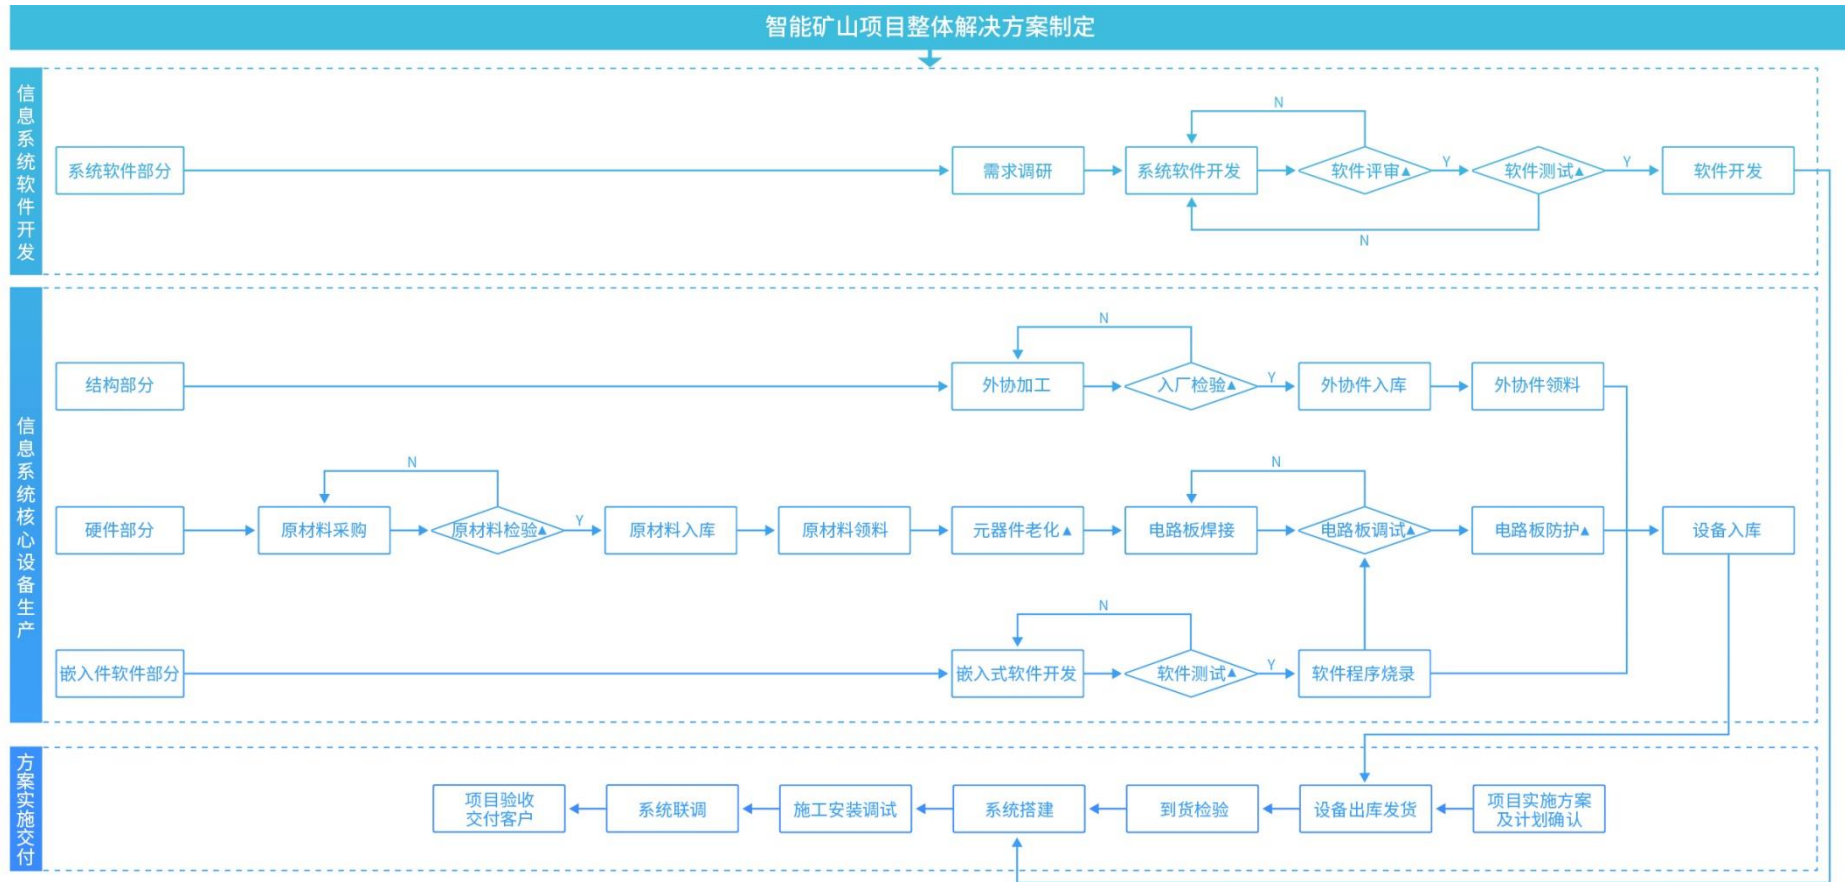 智能矿山项目整体解决方案制定
信息系统软件开发
N
系统软件部分
需求调研
系统软件开发
软件评审▲
Y
软件测试▲
Y
软件开发
N
信息系统核心设备生产
N
结构部分
外协加工
入厂检验▲
Y
外协件入库
外协件领料
N
N
硬件部分
原材料采购
原材料检验▲
Y
原材料入库
原材料领料
元器件老化▲
电路板焊接
电路板调试▲
电路板防护▲
设备入库
N
嵌入件软件部分
嵌入式软件开发
软件测试▲
Y
软件程序烧录
方案实施交付
项目验收
交付客户
系统联调
施工安装调试
系统搭建
到货检验
设备出库发货
项目实施方案
及计划确认